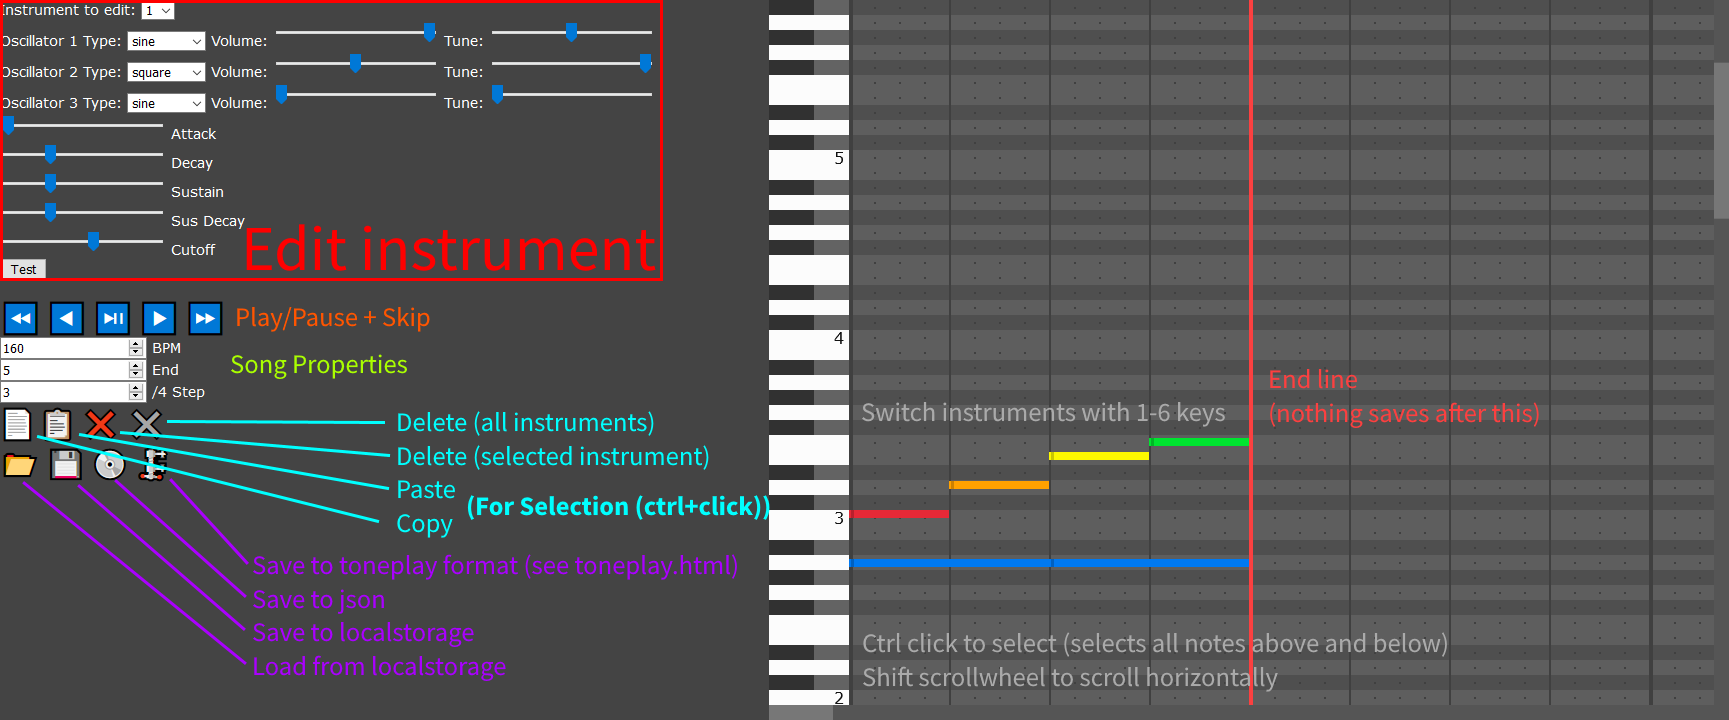 Instrument to edit: 1
Oscillator 1 Type: sine Volume: Tune:
Oscillator 2 Type: square Volume: Tune:
Oscillator 3 Type: sine Volume: Tune:
Attack
Decay
Sustain
Sus Decay
Cutoff
Edit instrument
Test
Play/Pause + Skip
160 BPM
5 End
3 /4 Step
Song Properties
Delete (all instruments)
Delete (selected instrument)
Paste
(For Selection (ctrl+click))
Copy
Save to toneplay format (see toneplay.html)
Save to json
Save to localstorage
Load from localstorage
5
4
End line
(nothing saves after this)
Switch instruments with 1-6 keys
3
Ctrl click to select (selects all notes above and below)
Shift scrollwheel to scroll horizontally
2